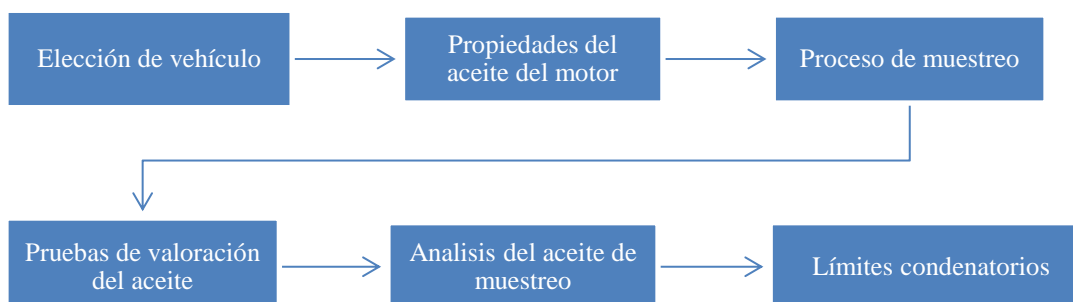 Elección de vehículo
Propiedades del
aceite del motor
Proceso de muestreo
Pruebas de valoración
del aceite
Analisis del aceite de
muestreo
Límites condenatorios